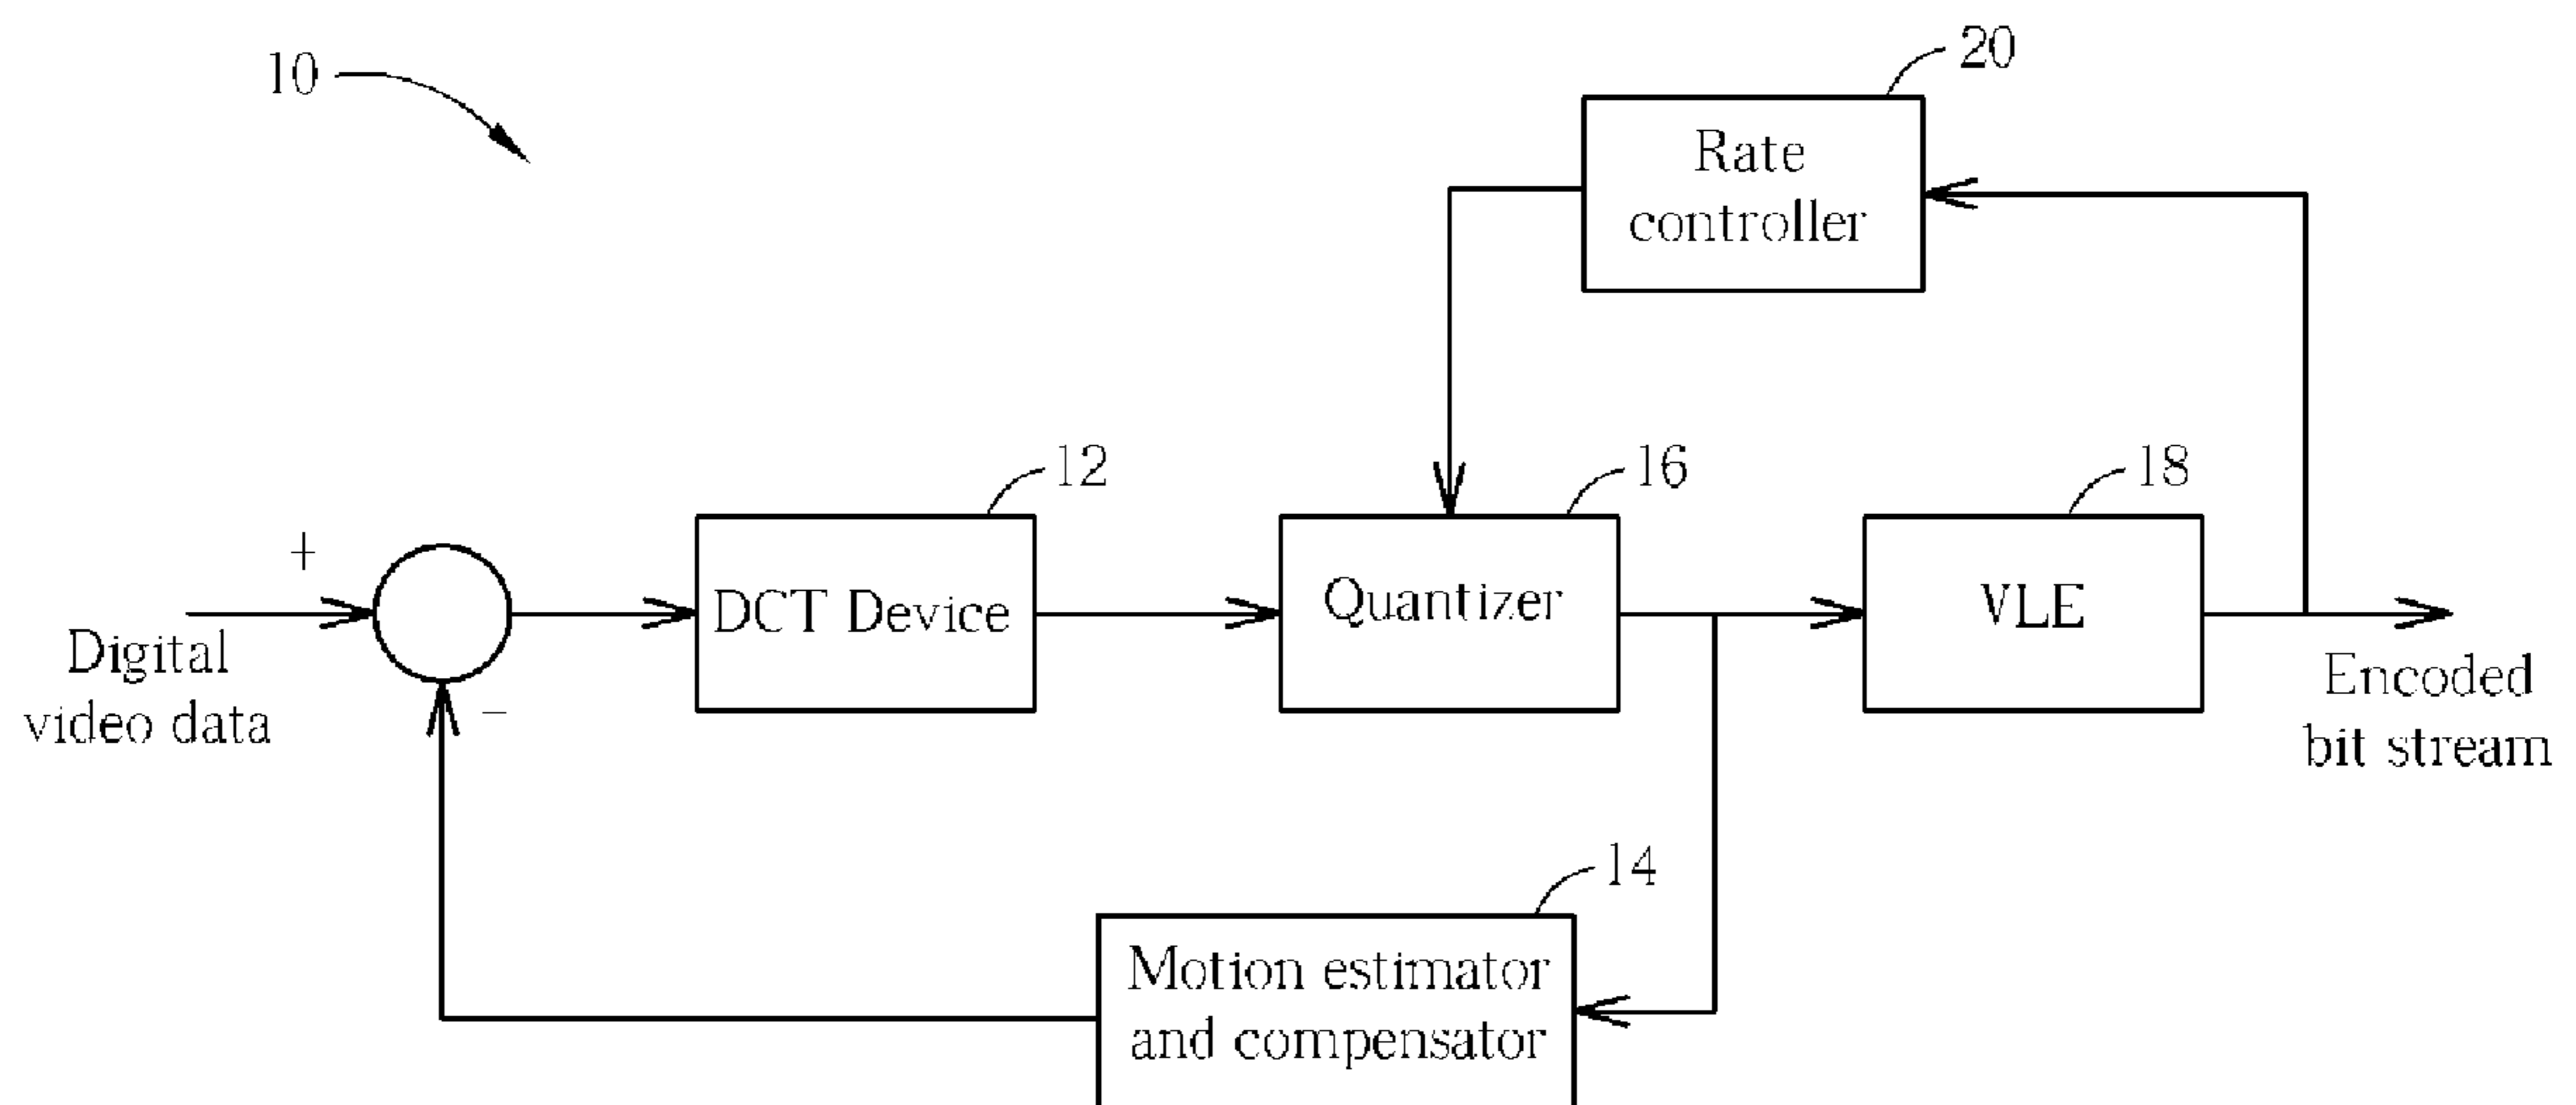 10
20
Rate
controller
12
16
18
+
DCT Device
Quantizer
VLE
Digital
video data
−
Encoded
bit stream
14
Motion estimator
and compensator